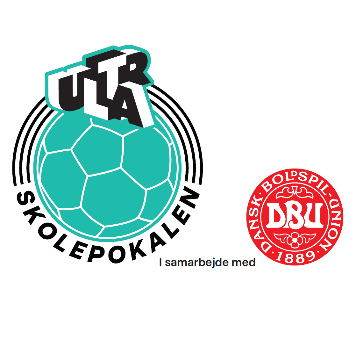 ULTRA
SKOLEPOKALEN
I samarbejde med
DANSK·BOLDSPIL·UNION
DBU
·1889·